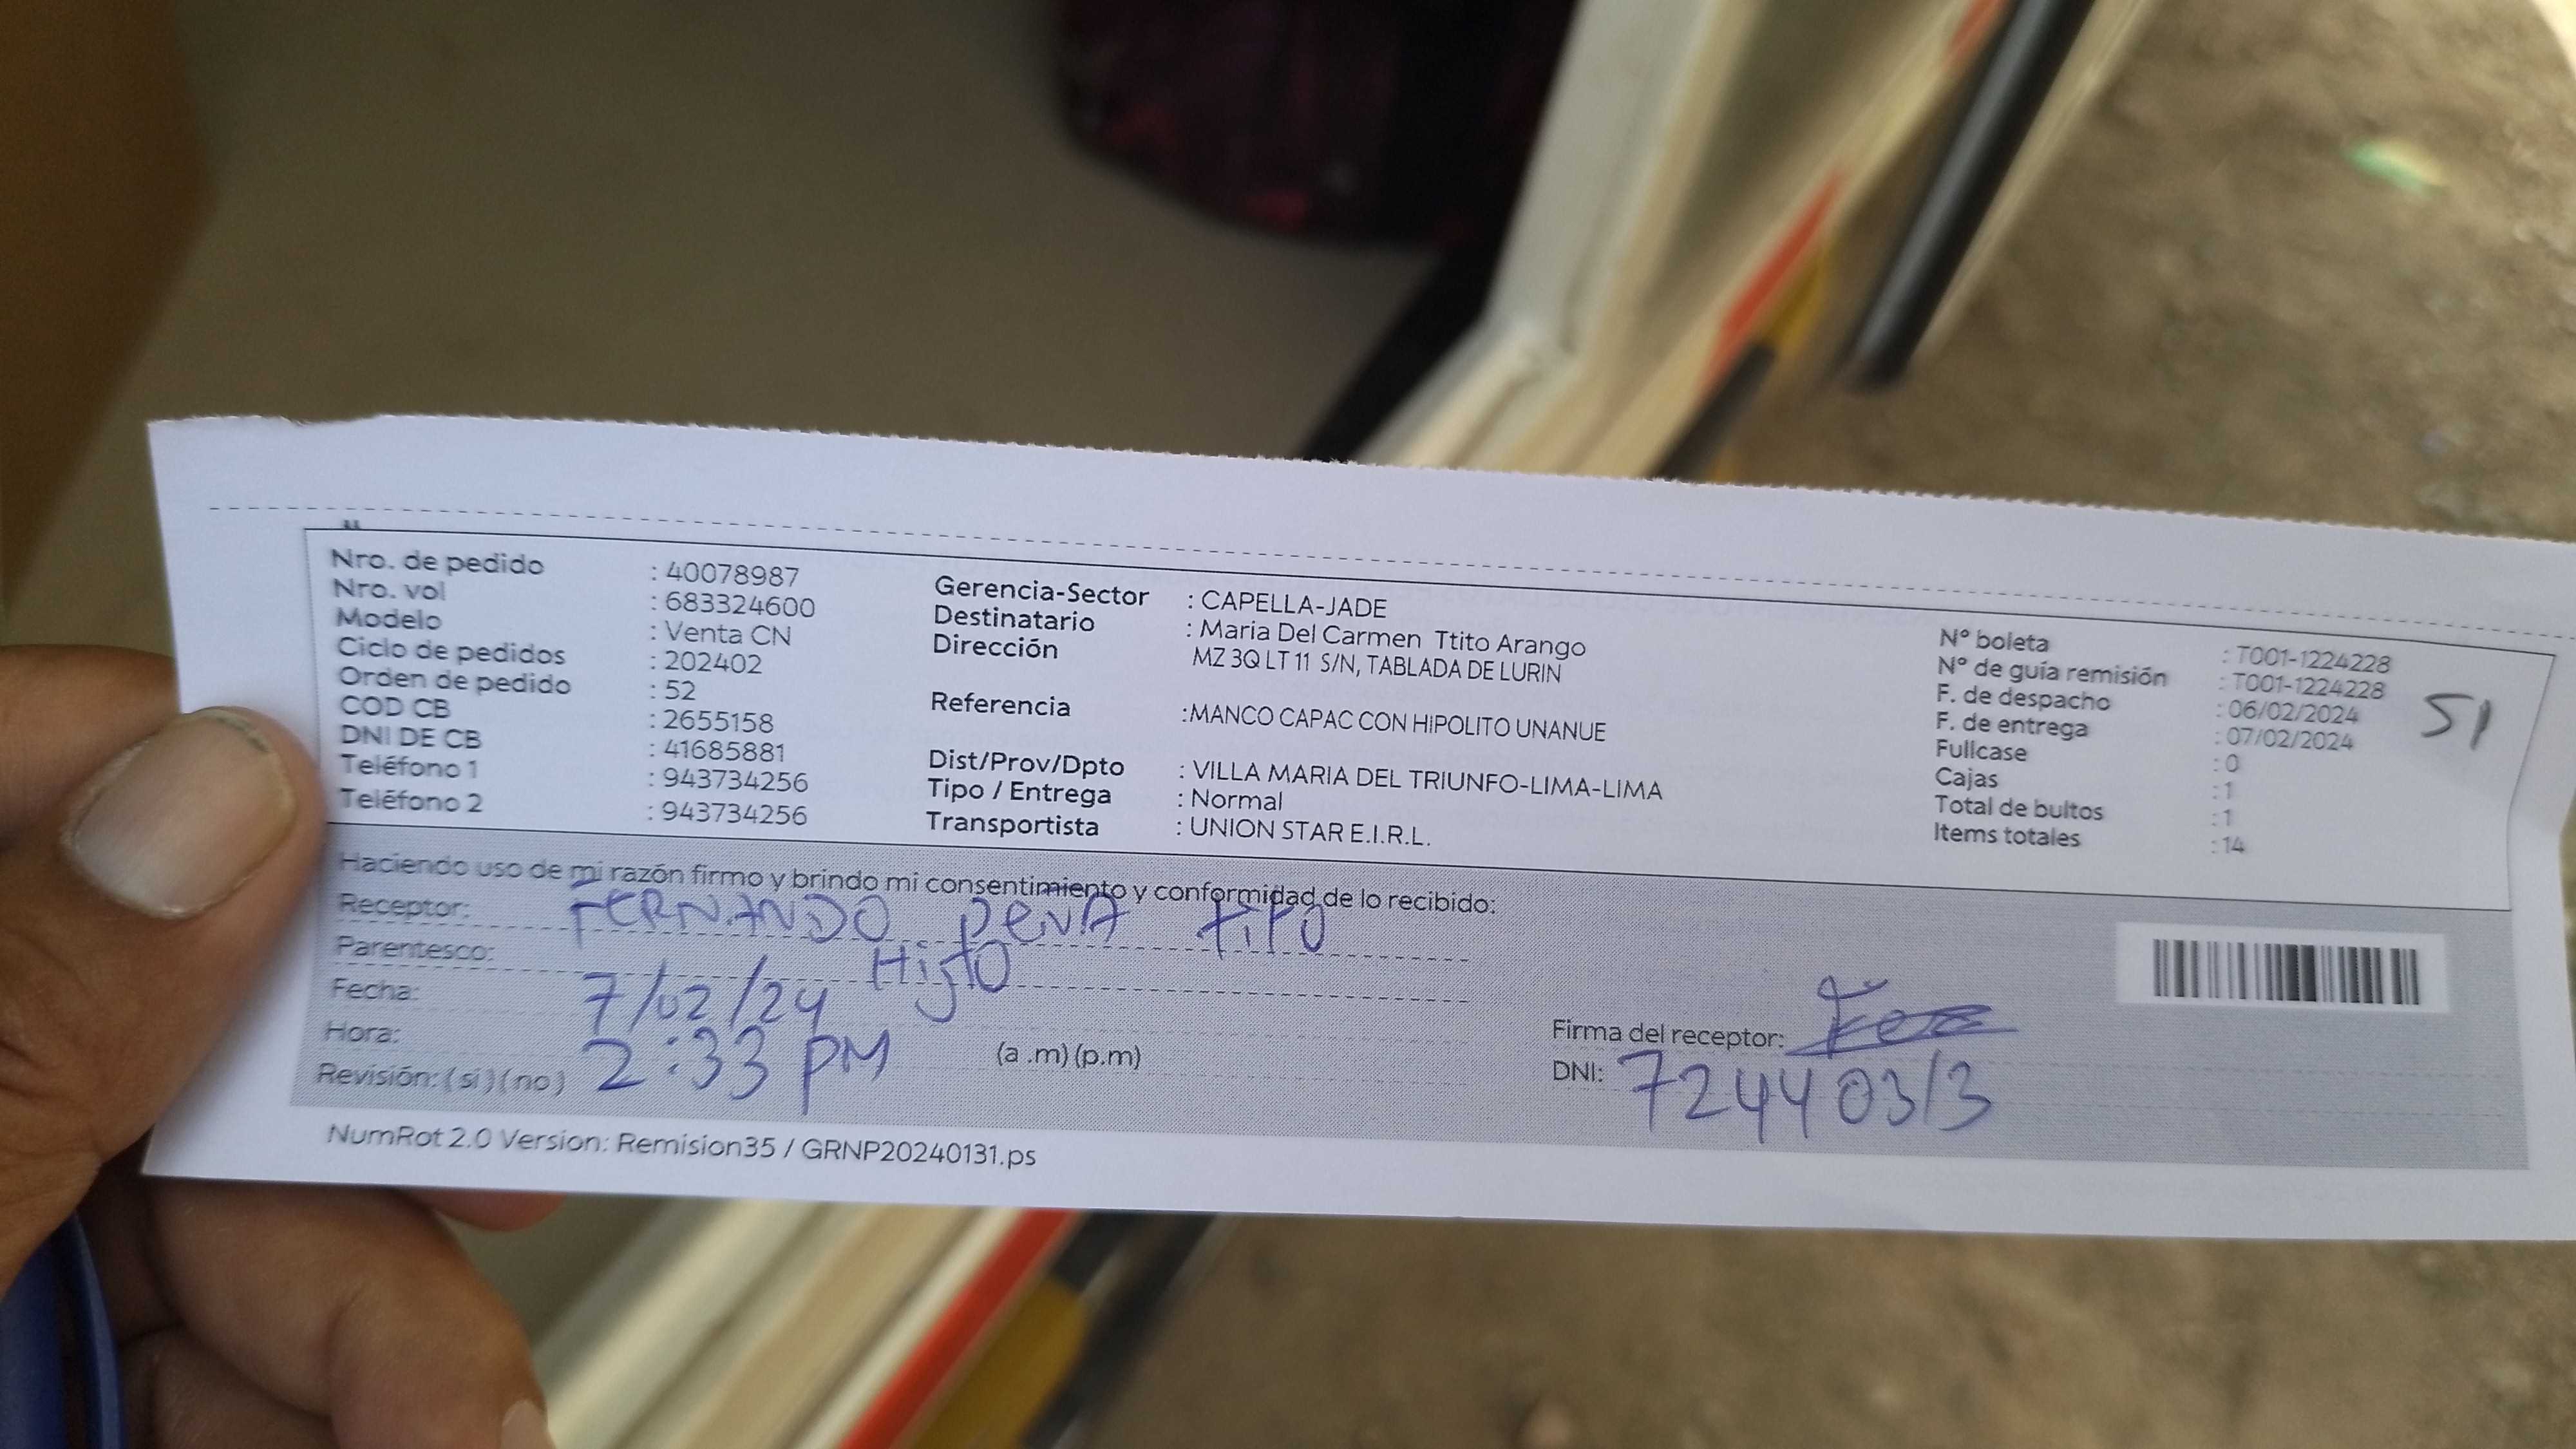 Nro. de pedido : 40078987
Nro. vol : 683324600
Modelo : Venta CN
Ciclo de pedidos : 202402
Orden de pedido : 52
COD CB : 2655158
DNI DE CB : 41685881
Teléfono 1 : 943734256
Teléfono 2 : 943734256
Gerencia-Sector : CAPELLA-JADE
Destinatario : Maria Del Carmen Ttito Arango
Dirección MZ 3Q LT 11 S/N, TABLADA DE LURIN
Referencia :MANCO CAPAC CON HIPOLITO UNANUE
Dist/Prov/Dpto : VILLA MARIA DEL TRIUNFO-LIMA-LIMA
Tipo / Entrega : Normal
Transportista : UNION STAR E.I.R.L.
N° boleta : T001-1224228
N° de guía remisión : T001-1224228
F. de despacho : 06/02/2024
F. de entrega : 07/02/2024
Fullcase : 0
Cajas : 1
Total de bultos : 1
Items totales : 14
51
Haciendo uso de mi razón firmo y brindo mi consentimiento y conformidad de lo recibido:
Receptor: FERNANDO PENA
Parentesco: Hijo
Fecha: 7/02/24
Hora: 2:33 PM (a .m) (p.m)
Revisión: (si) (no)
Firma del receptor:
DNI: 72440313
NumRot 2.0 Version: Remision35 / GRNP20240131.ps